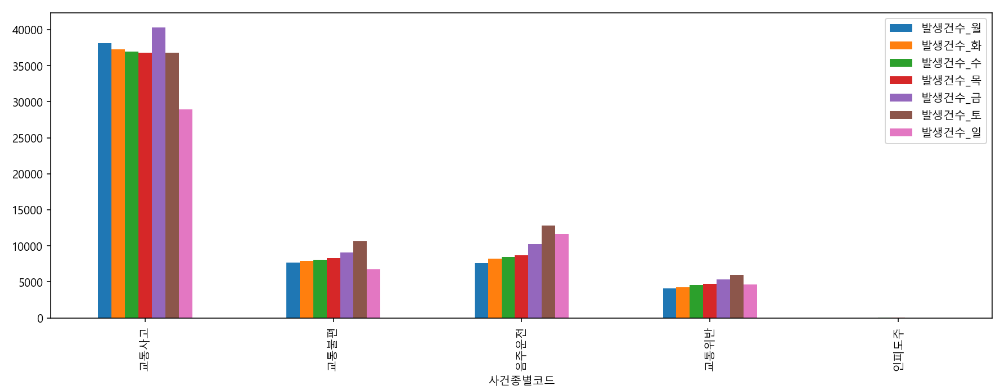 40000
35000
30000
25000
20000
15000
10000
5000
0
발생건수_월
발생건수_화
발생건수_수
발생건수_목
발생건수_금
발생건수_토
발생건수_일
교통사고
교통불편
음주운전
교통위반
인피도주
사건종별코드